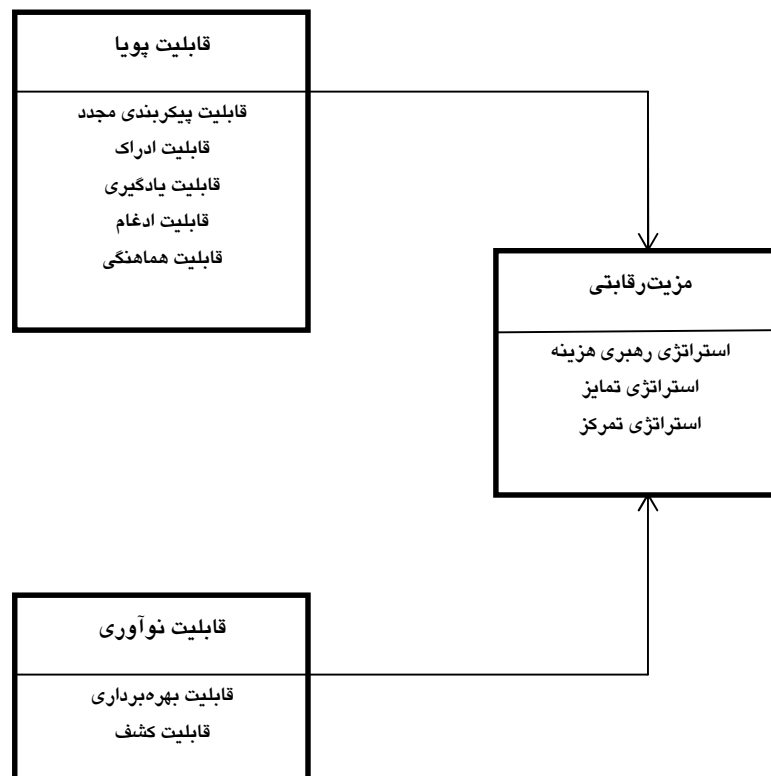 قابلیت پویا
قابلیت پیکربندی مجدد
قابلیت ادراک
قابلیت یادگیری
قابلیت ادغام
قابلیت هماهنگی
مزیت‌رقابتی
استراتژی رهبری هزینه
استراتژی تمایز
استراتژی تمرکز
قابلیت نوآوری
قابلیت بهره‌برداری
قابلیت کشف